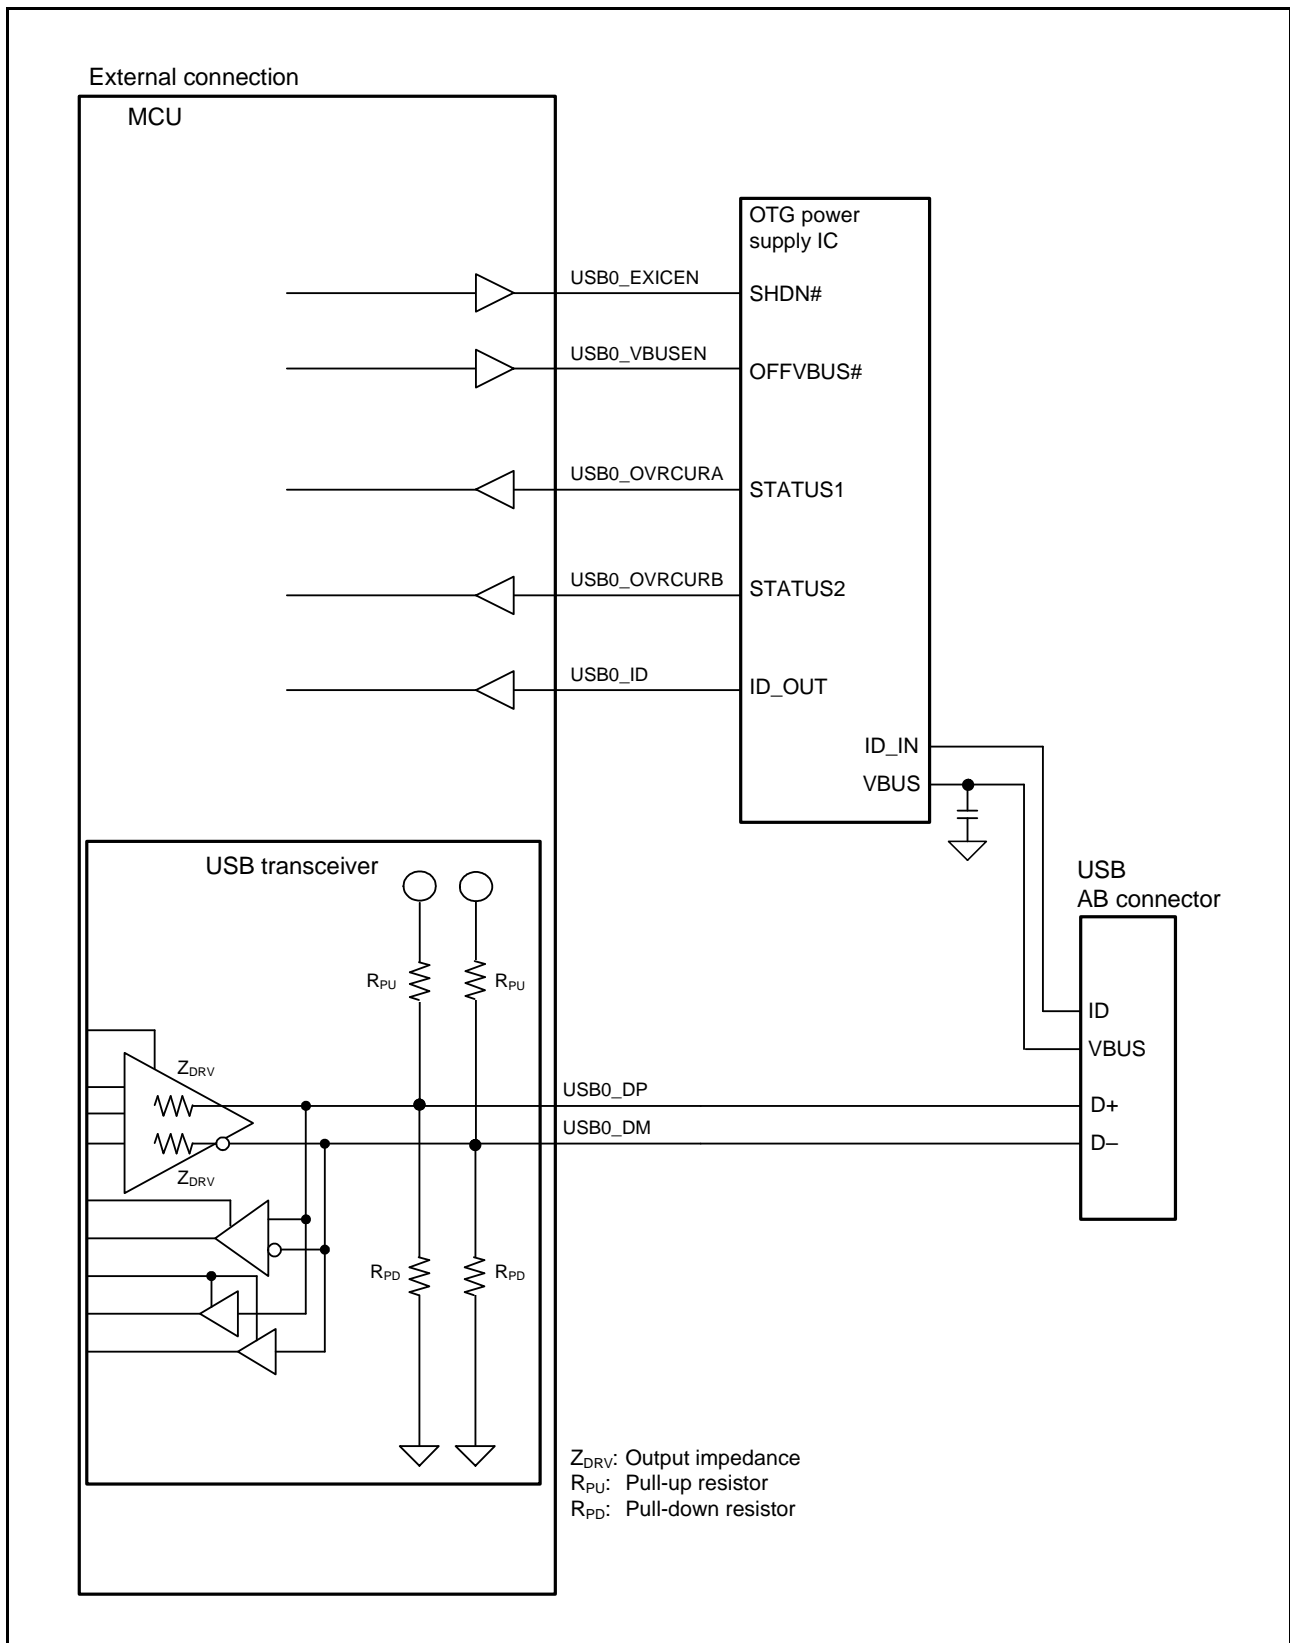 External connection
MCU
OTG power
supply IC
USB0_EXICEN
SHDN#
USB0_VBUSEN
OFFVBUS#
USB0_OVRCURA
STATUS1
USB0_OVRCURB
STATUS2
USB0_ID
ID_OUT
ID_IN
VBUS
USB transceiver
USB
AB connector
RPU
RPU
ID
VBUS
ZDRV
USB0_DP
D+
USB0_DM
D–
ZDRV
RPD
RPD
ZDRV: Output impedance
RPU: Pull-up resistor
RPD: Pull-down resistor